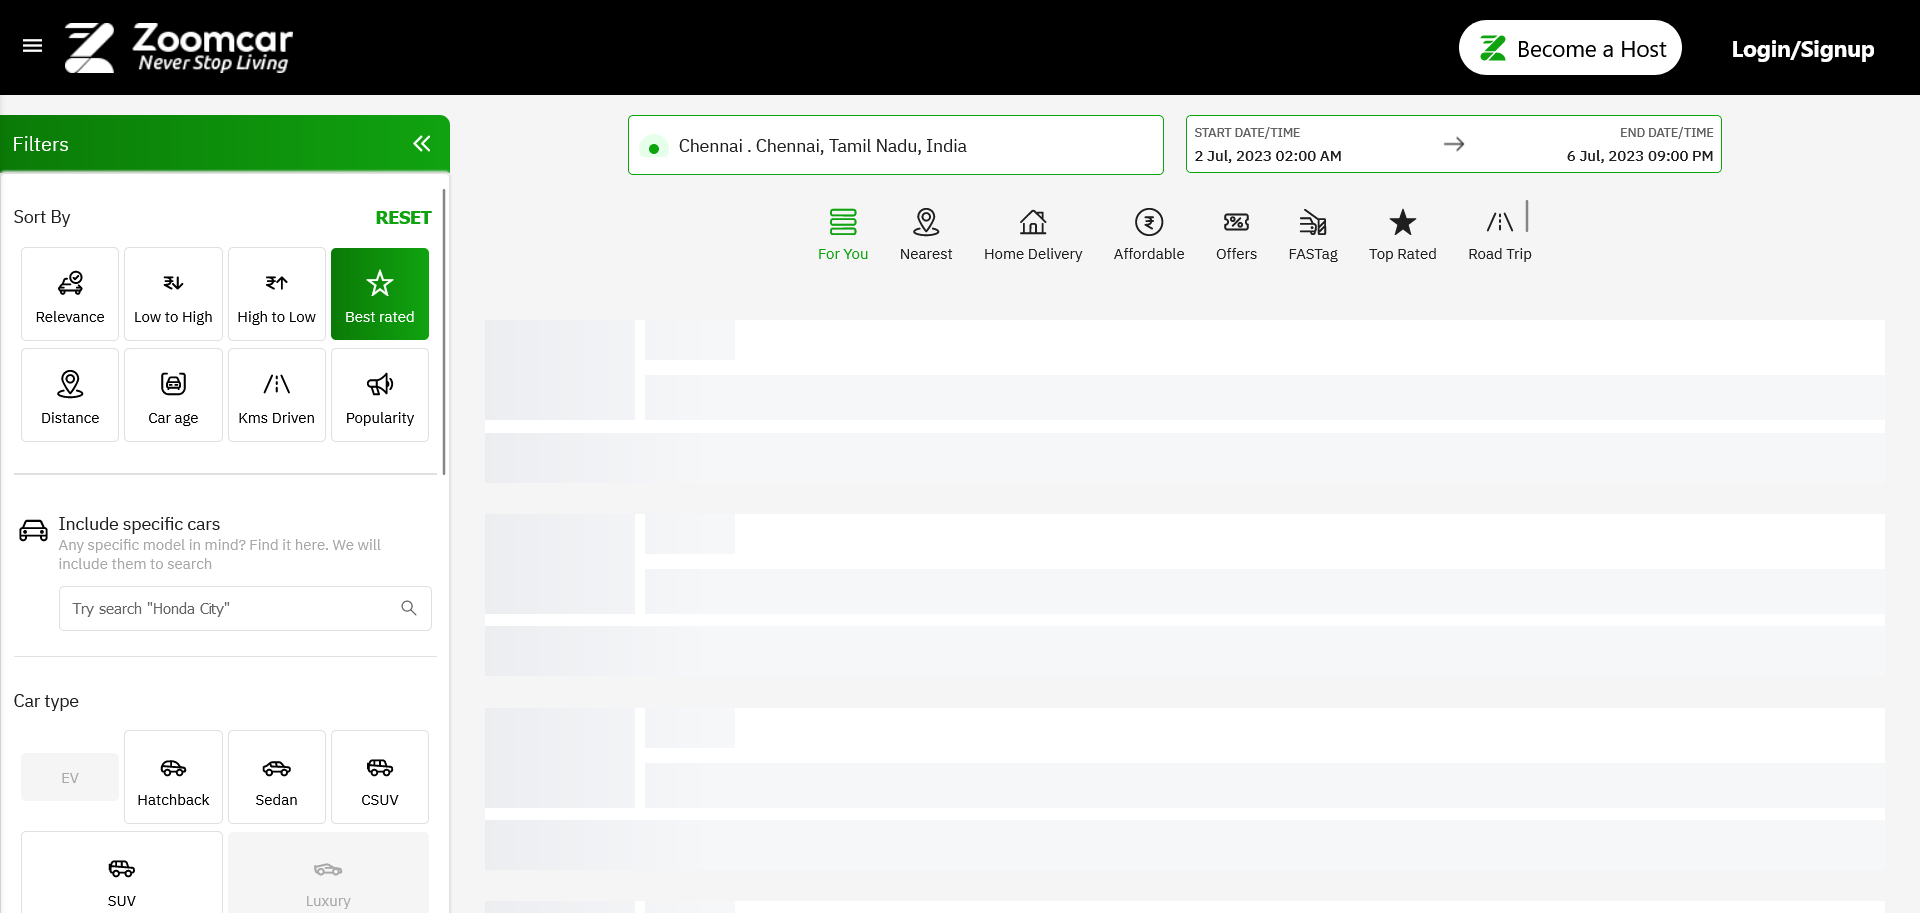 Zoomcar
Never Stop Living
Become a Host
Login/Signup
Filters
Sort By
RESET
Relevance
Low to High
High to Low
Best rated
Distance
Car age
Kms Driven
Popularity
Include specific cars
Any specific model in mind? Find it here. We will
include them to search
Try search "Honda City"
Car type
EV
Hatchback
Sedan
CSUV
SUV
Luxury
Chennai . Chennai, Tamil Nadu, India
START DATE/TIME
2 Jul, 2023 02:00 AM
END DATE/TIME
6 Jul, 2023 09:00 PM
For You
Nearest
Home Delivery
Affordable
Offers
FASTag
Top Rated
Road Trip